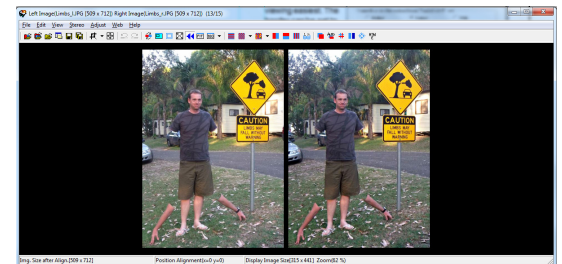 Left Image(Limbs_l.JPG [509 x 712]) Right Image(Limbs_r.JPG [509 x 712]) (13/15)
File Edit View Stereo Adjust Web Help
CAUTION
LIMBS MAY
FALL WITHOUT
WARNING
CAUTION
LIMBS MAY
FALL WITHOUT
WARNING
Img. Size after Align.[509 x 712] Position Alignment(x=0 y=0) Display Image Size[315 x 441] Zoom(62 %)